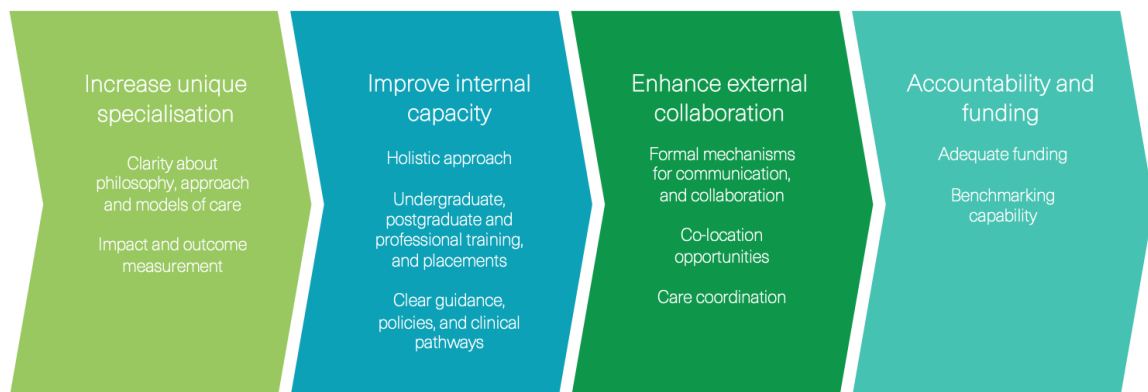 Increase unique
specialisation
Clarity about
philosophy, approach
and models of care
Impact and outcome
measurement
Improve internal
capacity
Holistic approach
Undergraduate,
postgraduate and
professional training,
and placements
Clear guidance,
policies, and clinical
pathways
Enhance external
collaboration
Formal mechanisms
for communication,
and collaboration
Co-location
opportunities
Care coordination
Accountability and
funding
Adequate funding
Benchmarking
capability